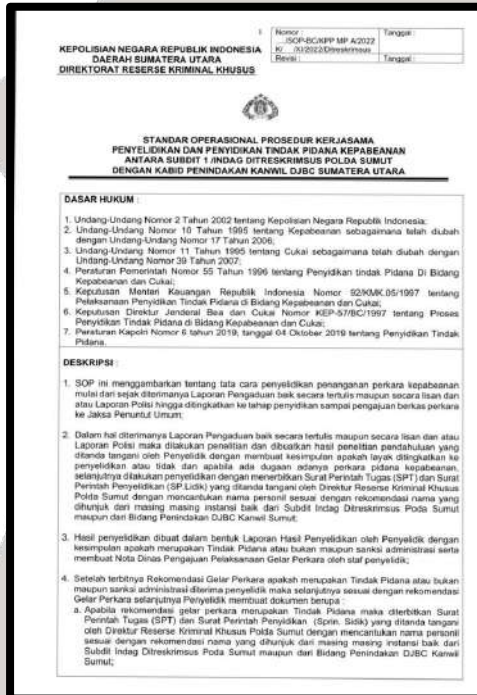 Nomor :
Tanggal :
/SOP-BC/KPP MP A/2022
K/ /XI/2022/Ditreskrimsus
Revisi :
Tanggal :
KEPOLISIAN NEGARA REPUBLIK INDONESIA
DAERAH SUMATERA UTARA
DIREKTORAT RESERSE KRIMINAL KHUSUS
STANDAR OPERASIONAL PROSEDUR KERJASAMA
PENYELIDIKAN DAN PENYIDIKAN TINDAK PIDANA KEPABEANAN
ANTARA SUBDIT 1 /INDAG DITRESKRIMSUS POLDA SUMUT
DENGAN KABID PENINDAKAN KANWIL DJBC SUMATERA UTARA
DASAR HUKUM :
1. Undang-Undang Nomor 2 Tahun 2002 tentang Kepolisian Negara Republik Indonesia;
2. Undang-Undang Nomor 10 Tahun 1995 tentang Kepabeanan sebagaimana telah diubah
dengan Undang-Undang Nomor 17 Tahun 2006;
3. Undang-Undang Nomor 11 Tahun 1995 tentang Cukai sebagaimana telah diubah dengan
Undang-Undang Nomor 39 Tahun 2007;
4. Peraturan Pemerintah Nomor 55 Tahun 1996 tentang Penyidikan tindak Pidana Di Bidang
Kepabeanan dan Cukai;
5. Keputusan Menteri Kauangan Republik Indonesia Nomor 92/KMK.05/1997 tentang
Pelaksanaan Penyidikan Tindak Pidana di Bidang Kepabeanan dan Cukai;
6. Keputusan Direktur Jenderal Bea dan Cukai Nomor KEP-57/BC/1997 tentang Proses
Penyidikan Tindak Pidana di Bidang Kepabeanan dan Cukai;
7. Peraturan Kapolri Nomor 6 tahun 2019, tanggal 04 Oktober 2019 tentang Penyidikan Tindak
Pidana.
DESKRIPSI :
1. SOP ini menggambarkan tentang tata cara penyelidikan penanganan perkara kepabeanan
mulai dari sejak diterimanya Laporan Pengaduan baik secara tertulis maupun secara lisan dan
atau Laporan Polisi hingga ditingkatkan ke tahap penyidikan sampai pengajuan berkas perkara
ke Jaksa Penuntut Umum;
2. Dalam hal diterimanya Laporan Pengaduan baik secara tertulis maupun secara lisan dan atau
Laporan Polisi maka dilakukan penelitian dan dibuatkan hasil penelitian pendahuluan yang
ditanda tangani oleh Penyelidik dengan membuat kesimpulan apakah layak ditingkatkan ke
penyelidikan atau tidak dan apabila ada dugaan adanya perkara pidana kepabeanan,
selanjutnya dilakukan penyelidikan dengan menerbitkan Surat Perintah Tugas (SPT) dan Surat
Perintah Penyelidikan (SP.Lidik) yang ditanda tangani oleh Direktur Reserse Kriminal Khusus
Polda Sumut dengan mencantukan nama personil sesuai dengan rekomendasi nama yang
dihunjuk dari masing masing instansi baik dari Subdit Indag Ditreskrimsus Poda Sumut
maupun dari Bidang Penindakan DJBC Kanwil Sumut;
3. Hasil penyelidikan dibuat dalam bentuk Laporan Hasil Penyelidikan oleh Penyelidik dengan
kesimpulan apakah merupakan Tindak Pidana atau bukan maupun sanksi administrasi serta
membuat Nota Dinas Pengajuan Pelaksanaan Gelar Perkara oleh staf penyelidik;
4. Setelah terbitnya Rekomendasi Gelar Perkara apakah merupakan Tindak Pidana atau bukan
maupun sanksi administrasi diterima penyelidik maka selanjutnya sesuai dengan rekomendasi
Gelar Perkara selanjutnya Penyelidik membuat dokumen berupa :
a. Apabila rekomendasi gelar perkara merupakan Tindak Pidana maka diterbitkan Surat
Perintah Tugas (SPT) dan Surat Perintah Penyidikan (Sprin. Sidik) yang ditanda tangani
oleh Direktur Reserse Kriminal Khusus Polda Sumut dengan mencantukan nama personil
sesuai dengan rekomendasi nama yang dihunjuk dari masing masing instansi baik dari
Subdit Indag Ditreskrimsus Poda Sumut maupun dari Bidang Penindakan DJBC Kanwil
Sumut;